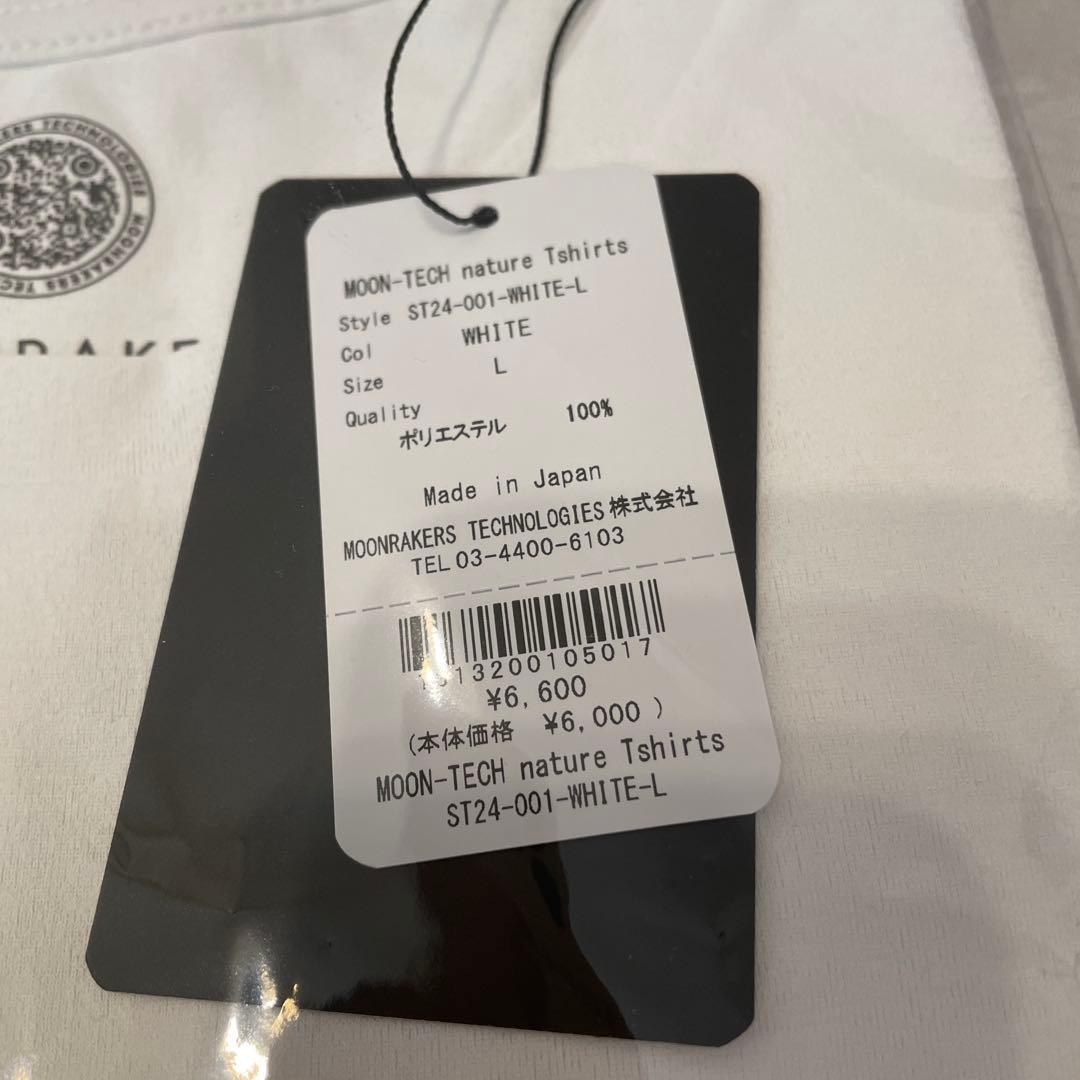 MOONRAKERS TECHNOLOGIES
MOON-TECH nature Tshirts
Style ST24-001-WHITE-L
Col WHITE
Size L
Quality
ポリエステル 100%
Made in Japan
MOONRAKERS TECHNOLOGIES株式会社
TEL 03-4400-6103
¥6,600
(本体価格 ¥6,000 )
MOON-TECH nature Tshirts
ST24-001-WHITE-L